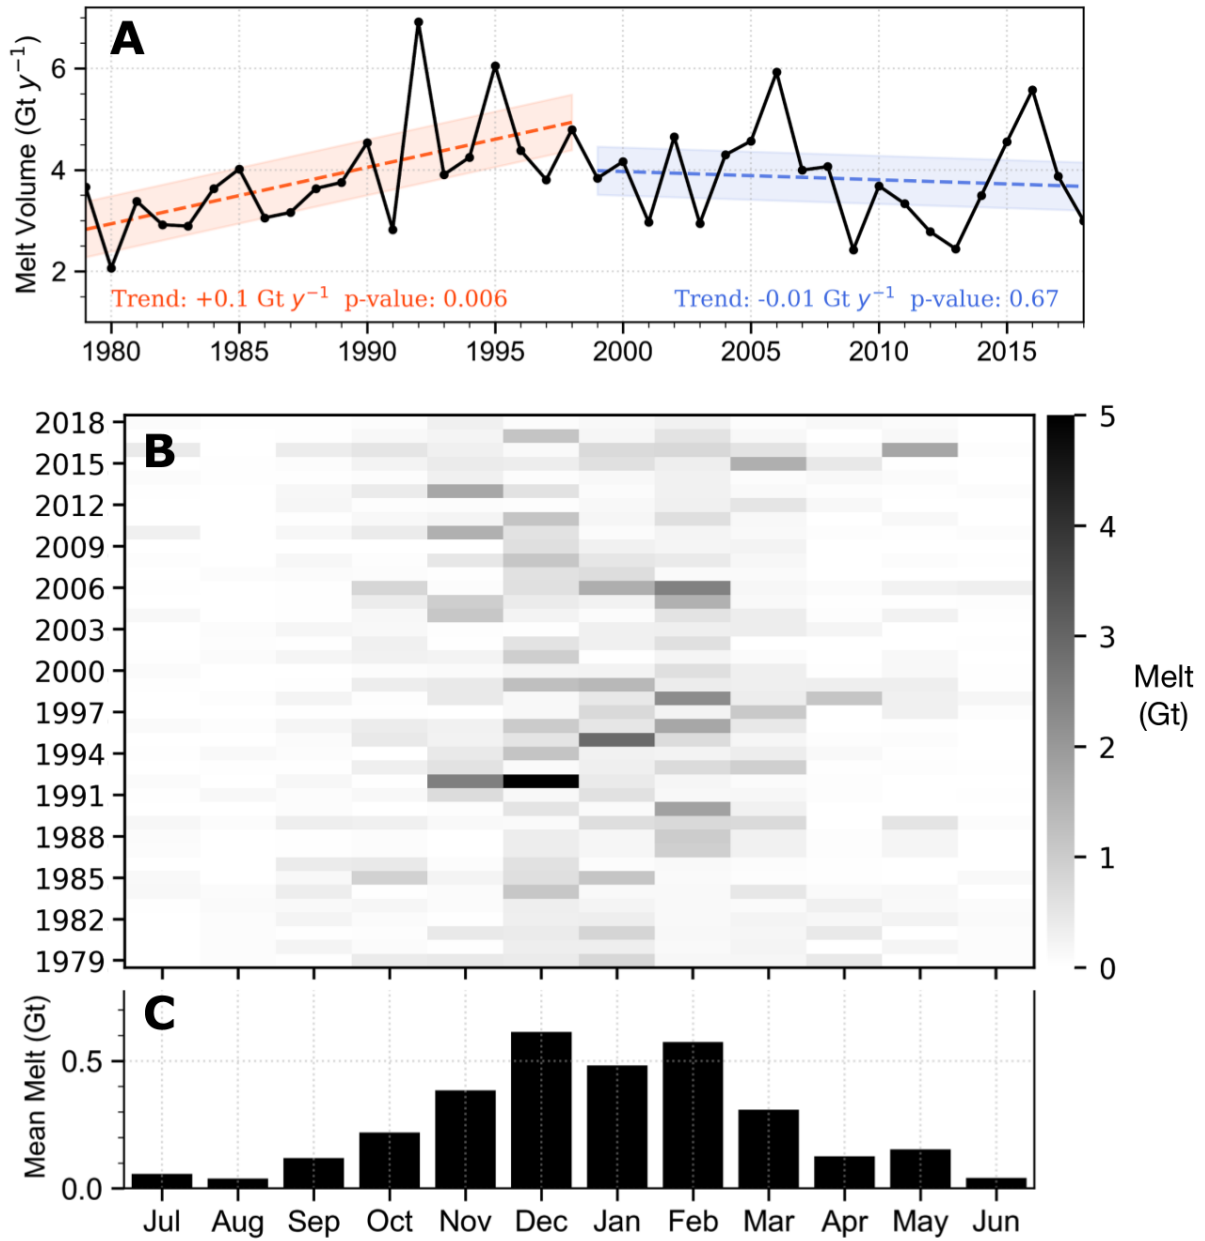 A
Melt Volume (Gt y⁻¹)
6
4
2
Trend: +0.1 Gt y⁻¹ p-value: 0.006
Trend: -0.01 Gt y⁻¹ p-value: 0.67
1980 1985 1990 1995 2000 2005 2010 2015
B
2018
2015
2012
2009
2006
2003
2000
1997
1994
1991
1988
1985
1982
1979
5
4
3
2
1
0
Melt
(Gt)
C
Mean Melt (Gt)
0.5
0.0
Jul Aug Sep Oct Nov Dec Jan Feb Mar Apr May Jun